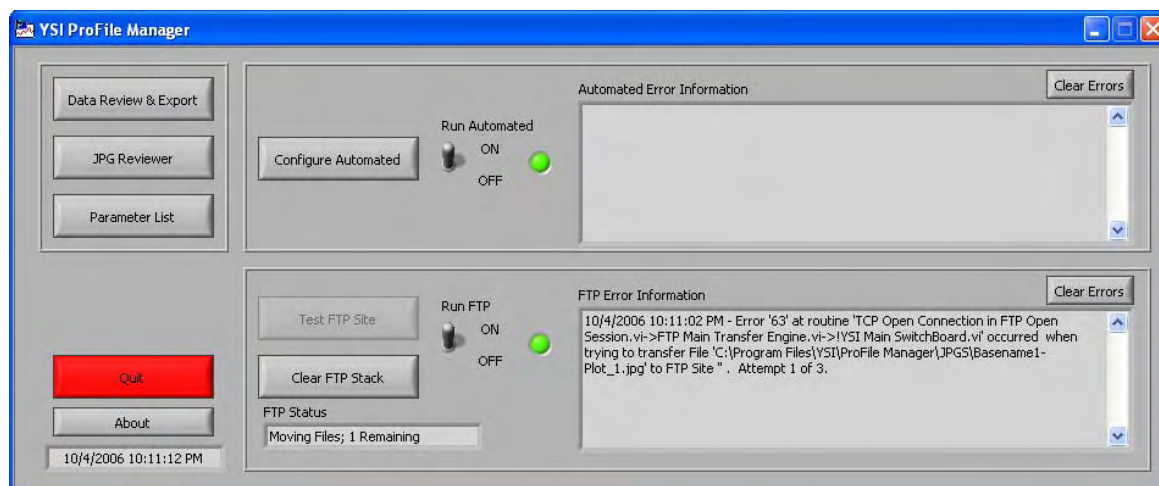 YSI ProFile Manager
Data Review & Export
JPG Reviewer
Parameter List
Configure Automated
Run Automated
ON
OFF
Automated Error Information
Clear Errors
Test FTP Site
Clear FTP Stack
Run FTP
ON
OFF
FTP Status
Moving Files; 1 Remaining
FTP Error Information
Clear Errors
10/4/2006 10:11:02 PM - Error '63' at routine 'TCP Open Connection in FTP Open
Session.vi->FTP Main Transfer Engine.vi->!YSI Main SwitchBoard.vi' occurred  when
trying to transfer File 'C:\Program Files\YSI\ProFile Manager\JPGS\Basename1-
Plot_1.jpg' to FTP Site '' .  Attempt 1 of 3.
Quit
About
10/4/2006 10:11:12 PM